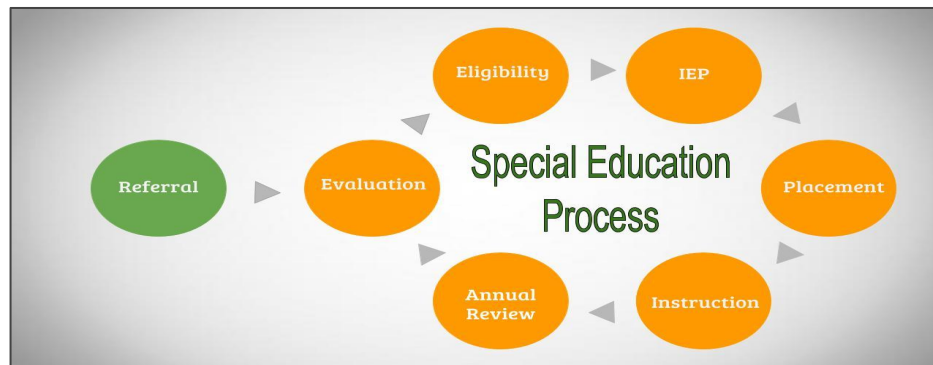 Referral
Evaluation
Eligibility
IEP
Special Education
Process
Placement
Instruction
Annual
Review